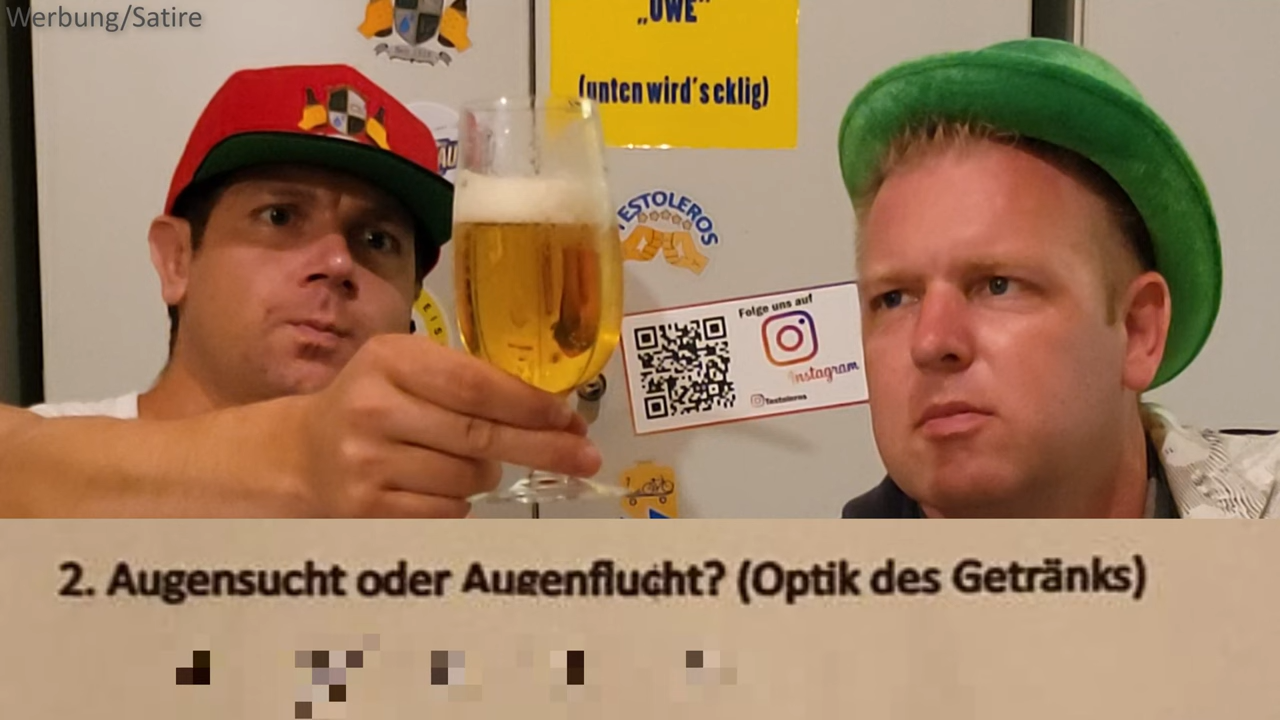 Werbung/Satire
„UWE“
(unten wird's eklig)
TESTOLEROS
Folge uns auf
Instagram
Testoleros
2. Augensucht oder Augenflucht? (Optik des Getränks)